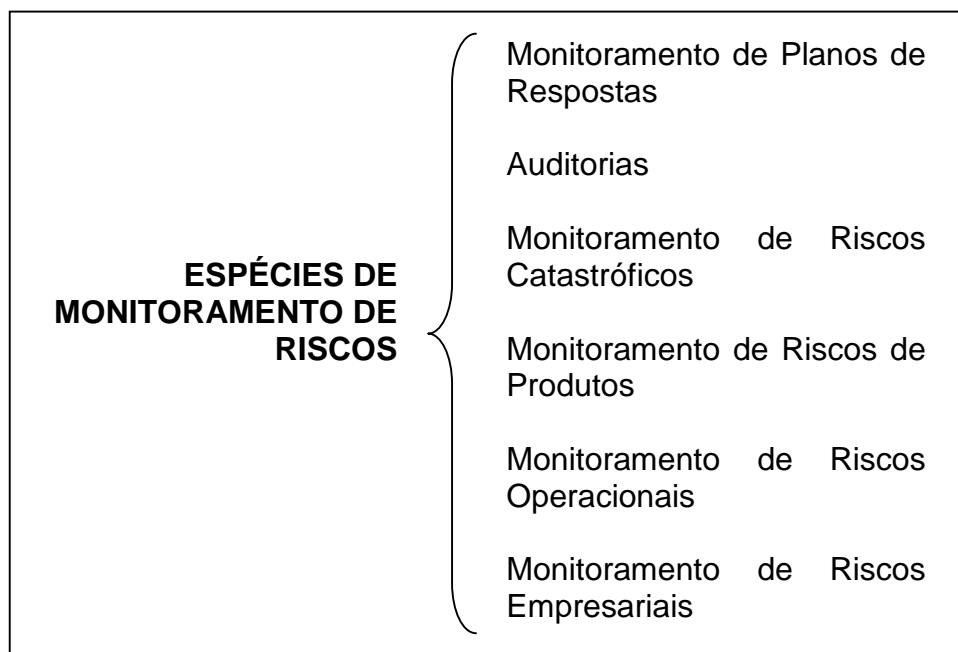 ESPÉCIES DE
MONITORAMENTO DE
RISCOS
Monitoramento de Planos de
Respostas
Auditorias
Monitoramento de Riscos
Catastróficos
Monitoramento de Riscos de
Produtos
Monitoramento de Riscos
Operacionais
Monitoramento de Riscos
Empresariais